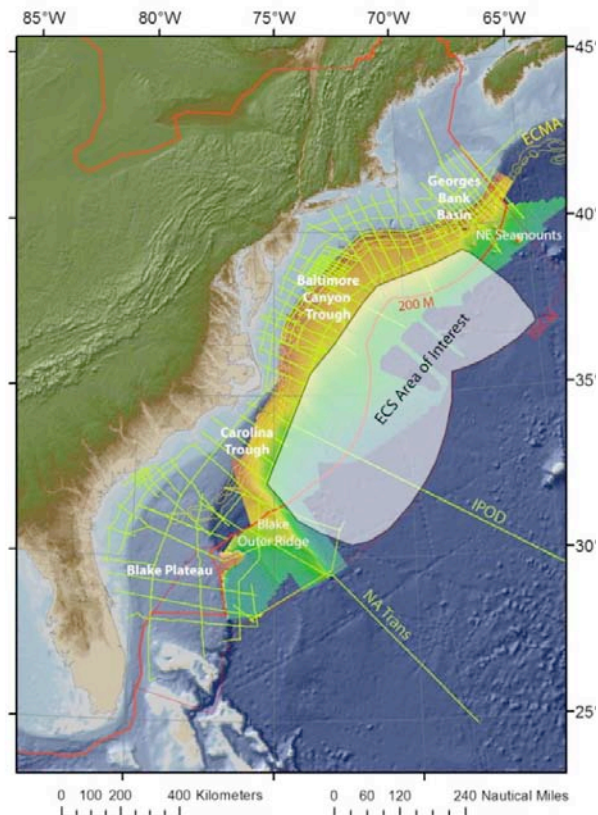 85°W 80°W 75°W 70°W 65°W
45°
ECMA
Georges
Bank
Basin
40°
NE Seamounts
Baltimore
Canyon
Trough
200 M
ECS Area of Interest
35°
Carolina
Trough
IPOD
Blake
Outer Ridge
30°
Blake Plateau
NA Trans
25°
0 100 200 400 Kilometers
0 60 120 240 Nautical Miles